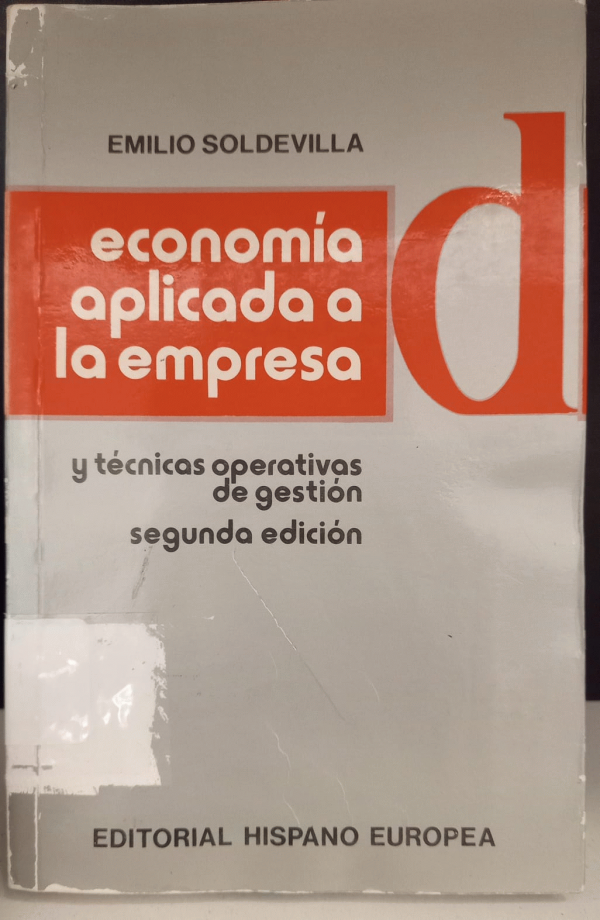 EMILIO SOLDEVILLA
economía
aplicada a
la empresa
d
y técnicas operativas
de gestión
segunda edición
EDITORIAL HISPANO EUROPEA